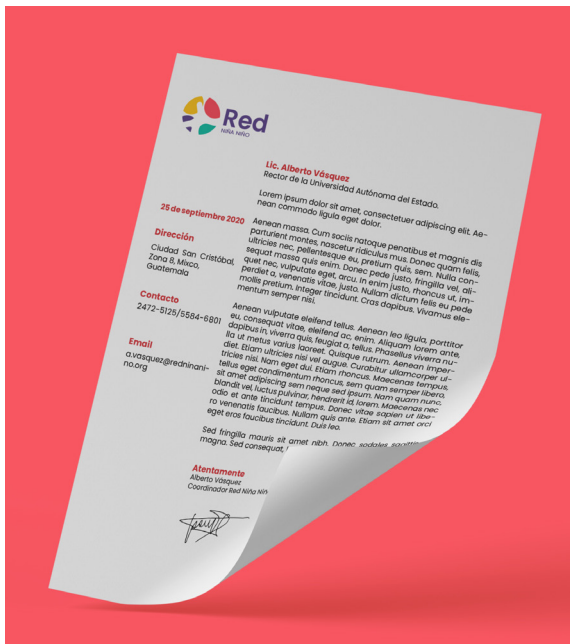 Red
NIÑA NIÑO
Lic. Alberto Vásquez
Rector de la Universidad Autónoma del Estado.
Lorem ipsum dolor sit amet, consectetuer adipiscing elit. Ae-
nean commodo ligula eget dolor.
25 de septiembre 2020
Dirección
Ciudad San Cristóbal,
Zona 8, Mixco,
Guatemala
Contacto
2472-5125/5584-6801
Email
a.vasquez@redninani-
no.org
Aenean massa. Cum sociis natoque penatibus et magnis dis
parturient montes, nascetur ridiculus mus. Donec quam felis,
ultricies nec, pellentesque eu, pretium quis, sem. Nulla con-
sequat massa quis enim. Donec pede justo, fringilla vel, ali-
quet nec, vulputate eget, arcu. In enim justo, rhoncus ut, im-
perdiet a, venenatis vitae, justo. Nullam dictum felis eu pede
mollis pretium. Integer tincidunt. Cras dapibus. Vivamus ele-
mentum semper nisi.
Aenean vulputate eleifend tellus. Aenean leo ligula, porttitor
eu, consequat vitae, eleifend ac, enim. Aliquam lorem ante,
dapibus in, viverra quis, feugiat a, tellus. Phasellus viverra nu-
lla ut metus varius laoreet. Quisque rutrum. Aenean imper-
diet. Etiam ultricies nisi vel augue. Curabitur ullamcorper ul-
tricies nisi. Nam eget dui. Etiam rhoncus. Maecenas tempus,
tellus eget condimentum rhoncus, sem quam semper libero,
sit amet adipiscing sem neque sed ipsum. Nam quam nunc,
blandit vel, luctus pulvinar, hendrerit id, lorem. Maecenas nec
odio et ante tincidunt tempus. Donec vitae sapien ut libe-
ro venenatis faucibus. Nullam quis ante. Etiam sit amet orci
eget eros faucibus tincidunt. Duis leo.
Sed fringilla mauris sit amet nibh. Donec sodales sagittis
magna. Sed consequat,
Atentamente
Alberto Vásquez
Coordinador Red Niña Niño